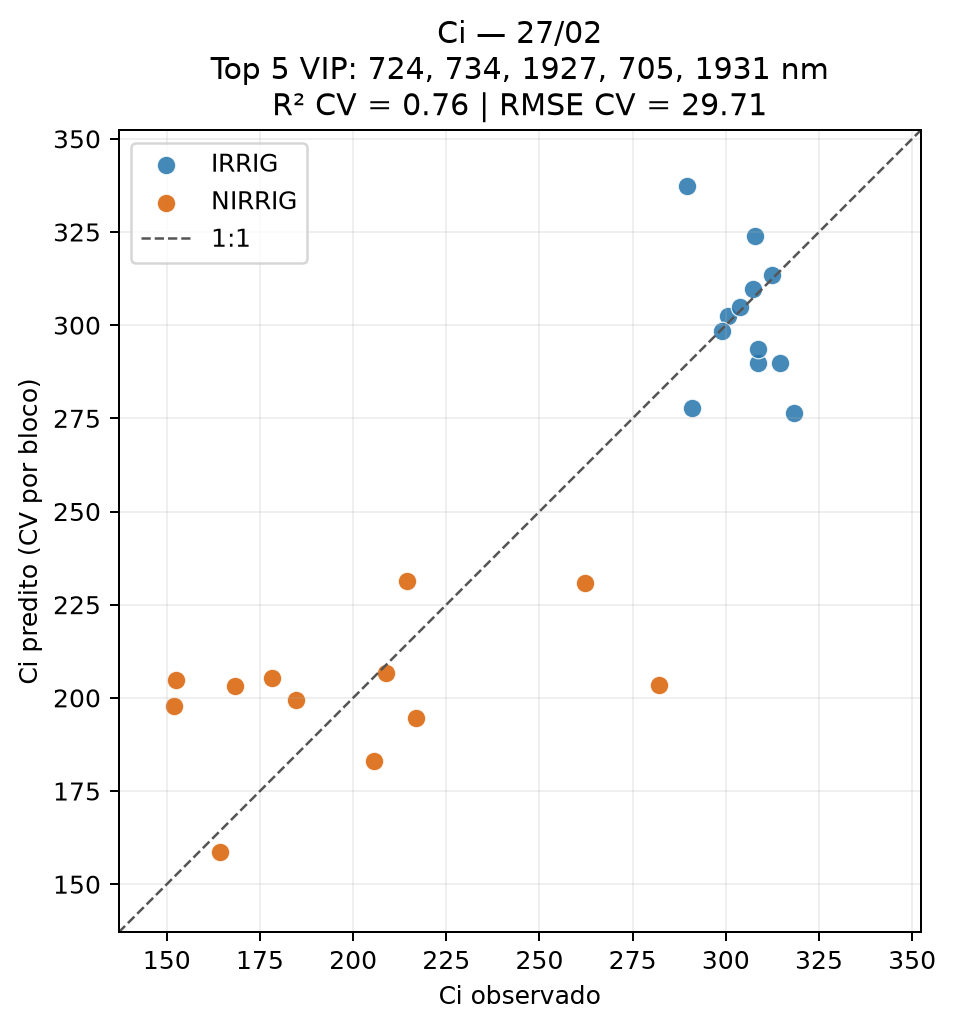 Ci — 27/02
Top 5 VIP: 724, 734, 1927, 705, 1931 nm
R² CV = 0.76 | RMSE CV = 29.71
IRRIG
NIRRIG
1:1
350
325
300
275
250
225
200
175
150
Ci predito (CV por bloco)
150 175 200 225 250 275 300 325 350
Ci observado